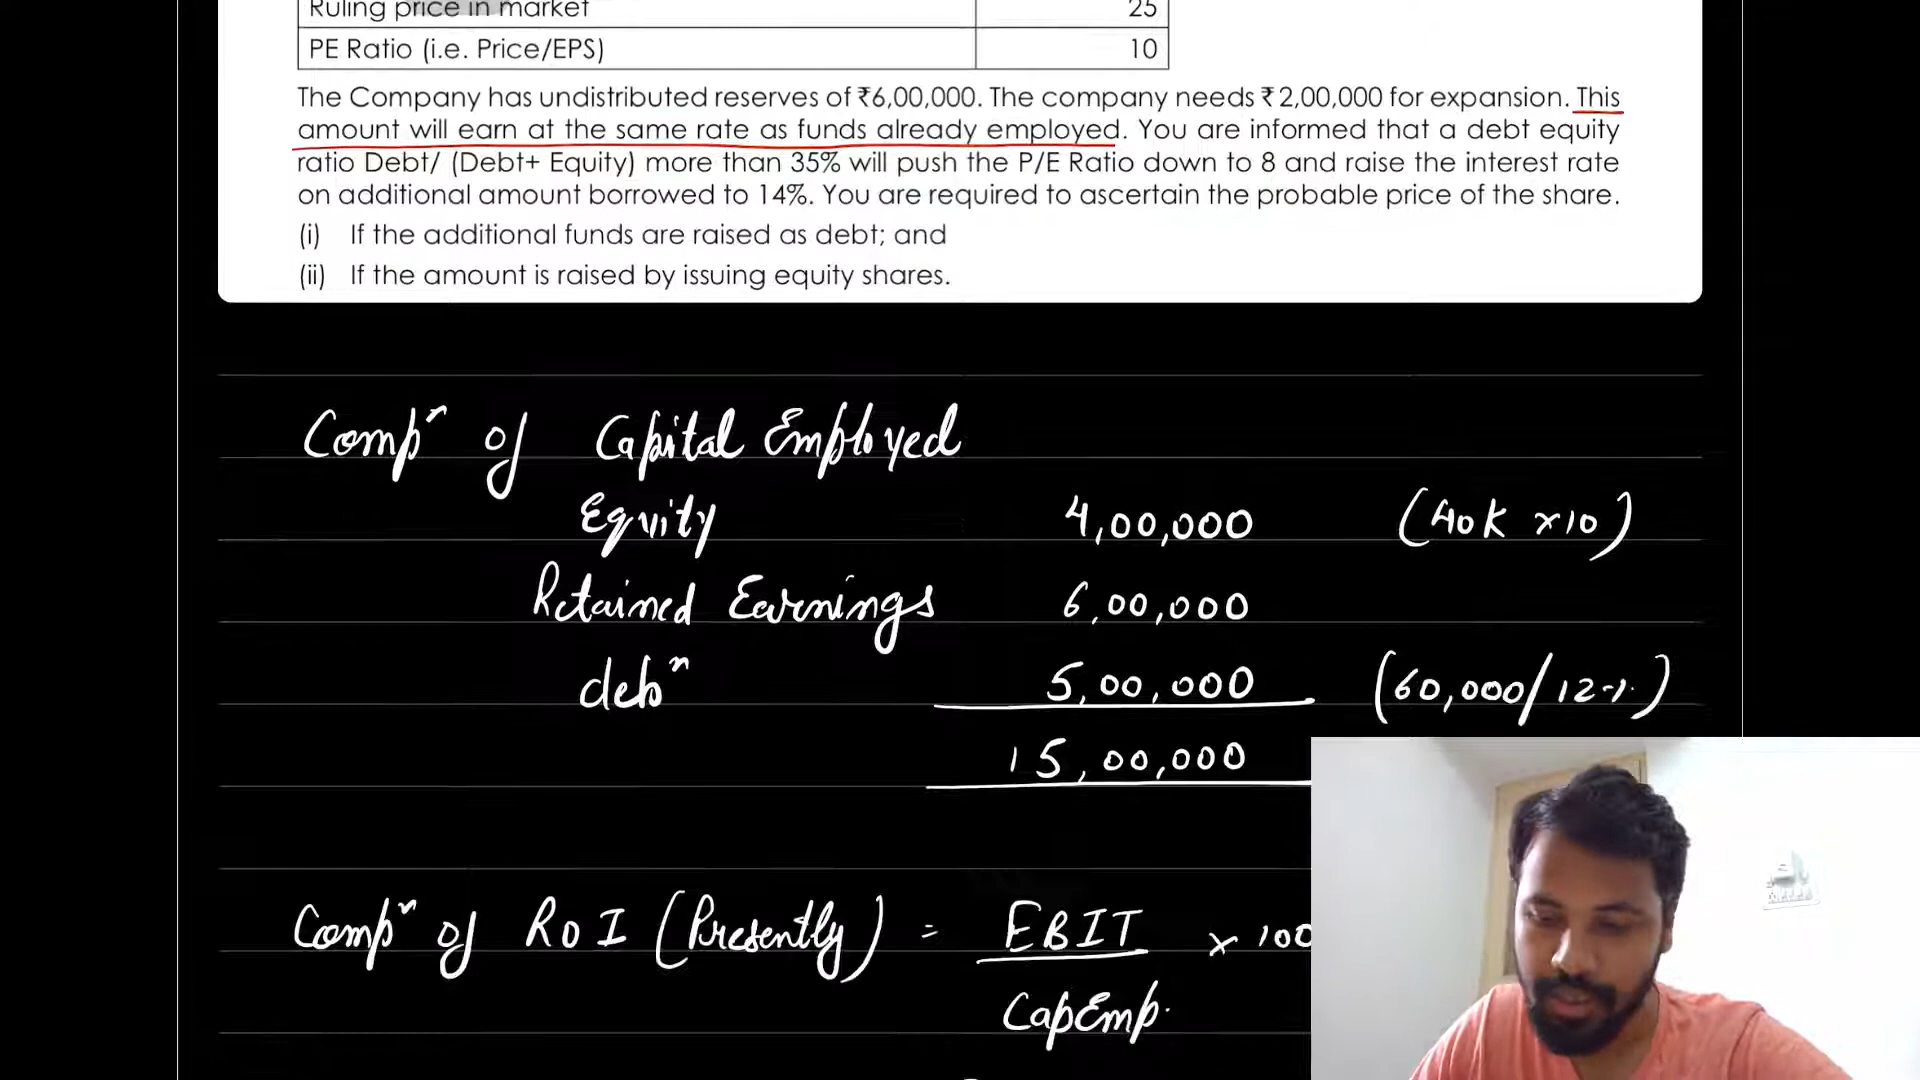 Ruling price in market 25
PE Ratio (i.e. Price/EPS) 10
The Company has undistributed reserves of ₹6,00,000. The company needs ₹ 2,00,000 for expansion. This
amount will earn at the same rate as funds already employed. You are informed that a debt equity
ratio Debt/ (Debt+ Equity) more than 35% will push the P/E Ratio down to 8 and raise the interest rate
on additional amount borrowed to 14%. You are required to ascertain the probable price of the share.
(i) If the additional funds are raised as debt; and
(ii) If the amount is raised by issuing equity shares.
Compⁿ of Capital Employed
Equity 4,00,000 (40K x10)
Retained Earnings 6,00,000
debⁿ 5,00,000 (60,000/12%)
15,00,000
Compⁿ of ROI (Presently) = EBIT x 100
CapEmp.